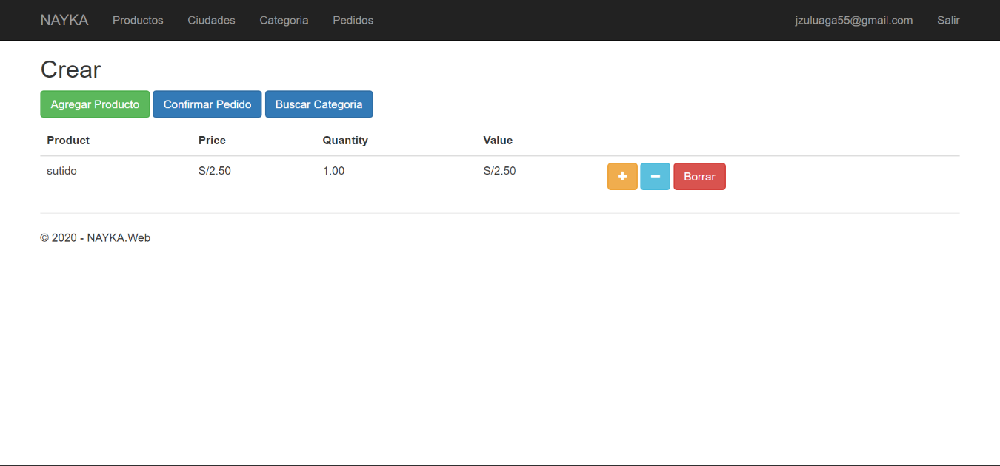 NAYKA Productos Ciudades Categoria Pedidos jzuluaga55@gmail.com Salir
Crear
Agregar Producto Confirmar Pedido Buscar Categoria
Product Price Quantity Value
sutido S/2.50 1.00 S/2.50 + - Borrar
© 2020 - NAYKA.Web